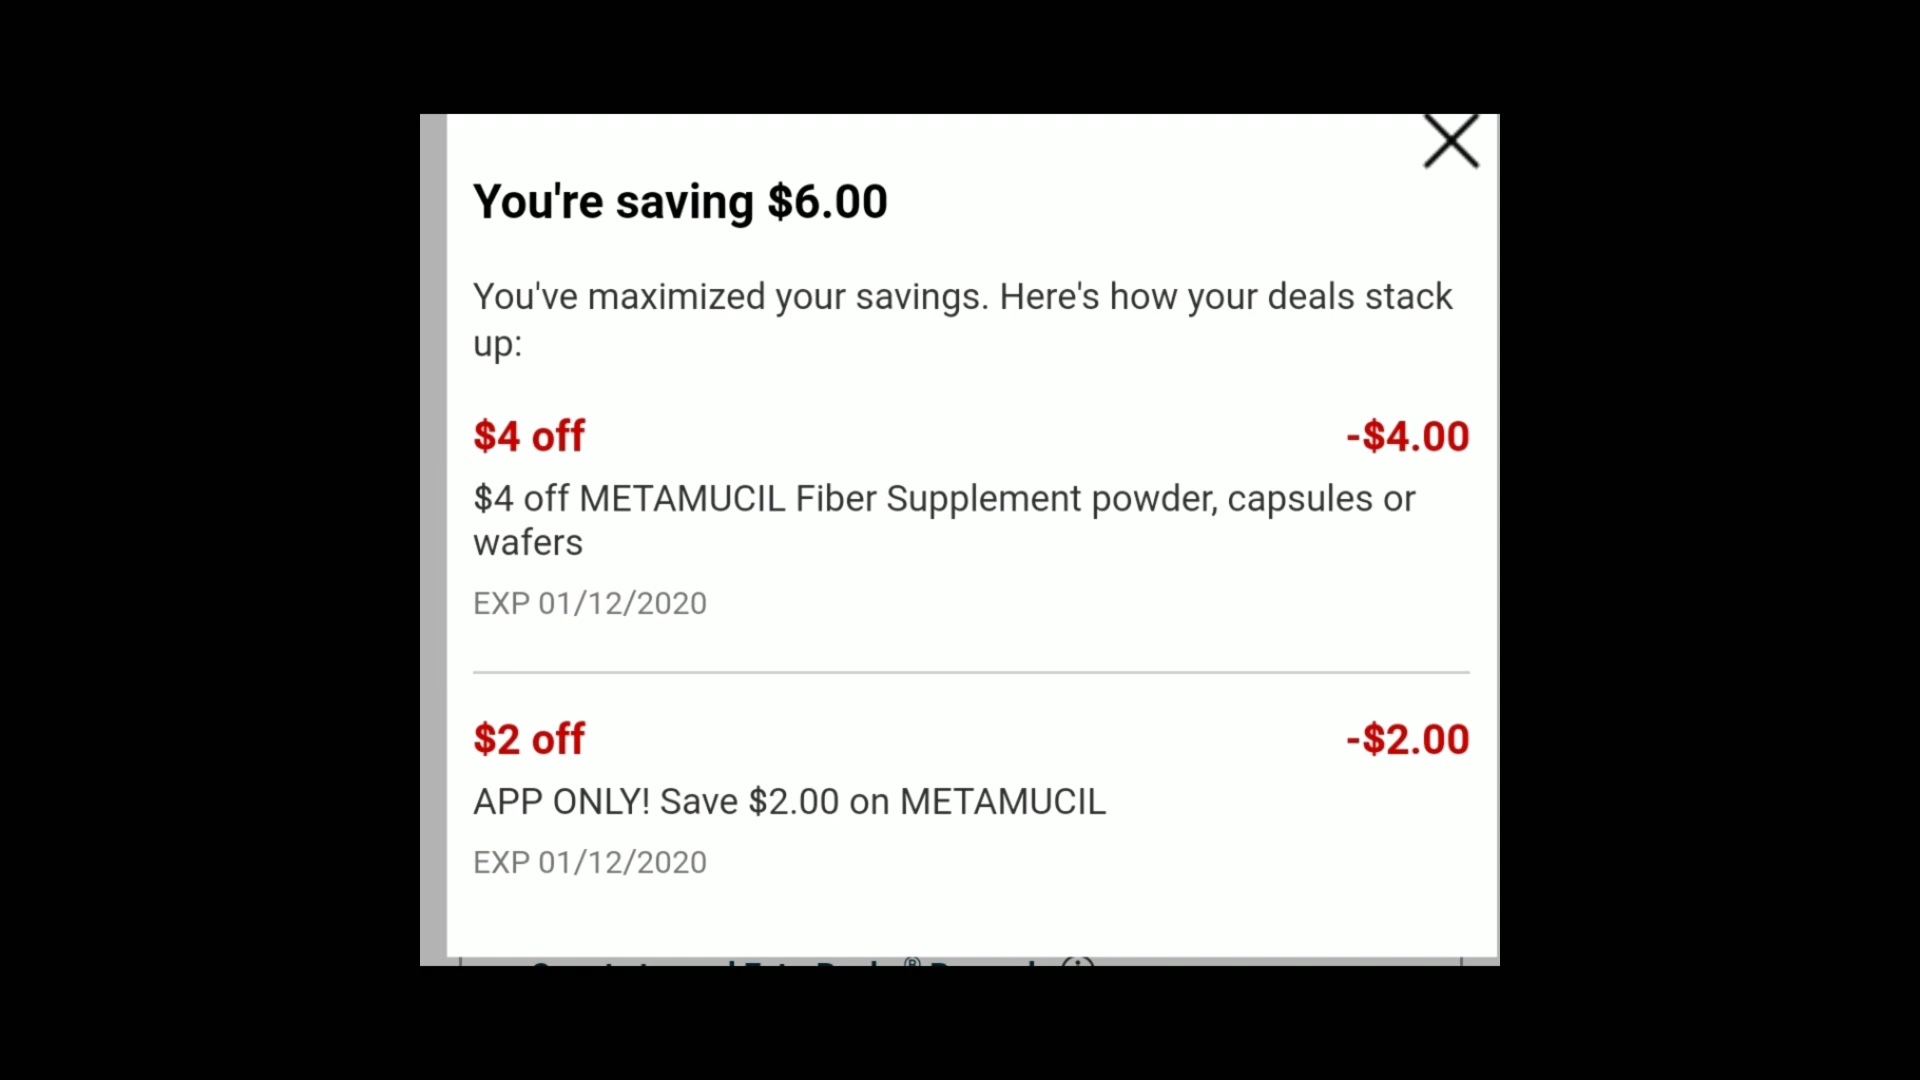 You're saving $6.00
You've maximized your savings. Here's how your deals stack
up:
$4 off -$4.00
$4 off METAMUCIL Fiber Supplement powder, capsules or
wafers
EXP 01/12/2020
$2 off -$2.00
APP ONLY! Save $2.00 on METAMUCIL
EXP 01/12/2020